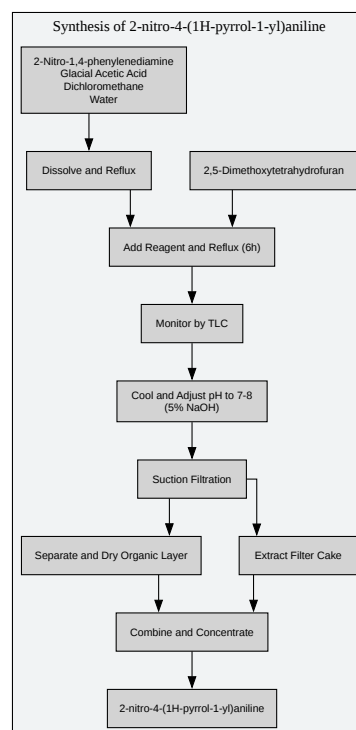 Synthesis of 2-nitro-4-(1H-pyrrol-1-yl)aniline
2-Nitro-1,4-phenylenediamine
Glacial Acetic Acid
Dichloromethane
Water
Dissolve and Reflux
2,5-Dimethoxytetrahydrofuran
Add Reagent and Reflux (6h)
Monitor by TLC
Cool and Adjust pH to 7-8
(5% NaOH)
Suction Filtration
Separate and Dry Organic Layer
Extract Filter Cake
Combine and Concentrate
2-nitro-4-(1H-pyrrol-1-yl)aniline